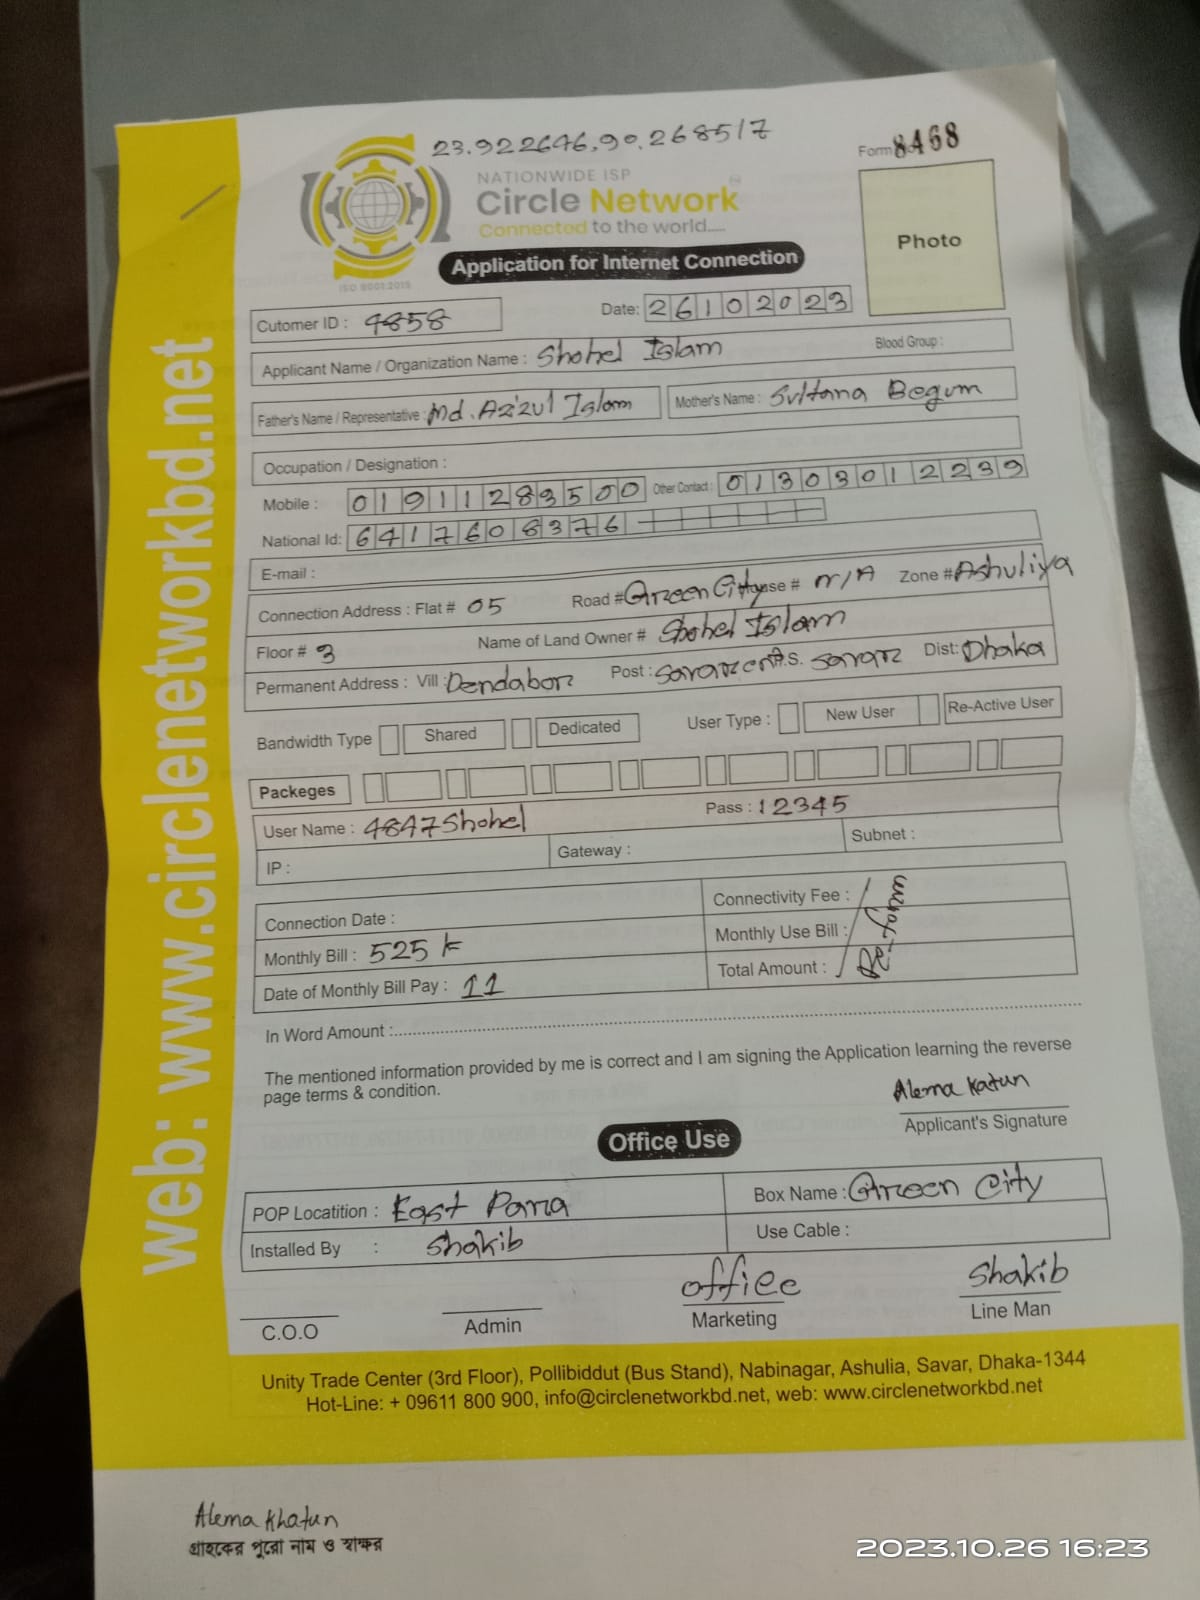 23.922646,90.268517
Form 8468
NATIONWIDE ISP
Circle Network
Connected to the world.....
ISO 9001:2015
Photo
Application for Internet Connection
Cutomer ID : 4858
Date: 26102023
Applicant Name / Organization Name : Shohel Islam Blood Group :
Father's Name / Representative : Md. Azizul Islam Mother's Name : Sultana Begum
Occupation / Designation :
Mobile : 01911283500 Other Contact : 01303012239
National Id: 6417608376
E-mail :
Connection Address : Flat # 05 Road # Green City House # N/A Zone # Ashuliya
Floor # 3 Name of Land Owner # Shohel Islam
Permanent Address : Vill : Dendabor Post : Savar P.S. Savar Dist: Dhaka
Bandwidth Type Shared Dedicated User Type : New User Re-Active User
Packeges
User Name : 4847Shohel Pass : 12345
IP : Gateway : Subnet :
Connection Date : Connectivity Fee :
Monthly Bill : 525 Monthly Use Bill :
Date of Monthly Bill Pay : 11 Total Amount :
In Word Amount :
The mentioned information provided by me is correct and I am signing the Application learning the reverse
page terms & condition.
Alema Katun
Applicant's Signature
Office Use
POP Locatition : East Para Box Name : Green City
Installed By : Shakib Use Cable :
office Shakib
C.O.O Admin Marketing Line Man
Unity Trade Center (3rd Floor), Pollibiddut (Bus Stand), Nabinagar, Ashulia, Savar, Dhaka-1344
Hot-Line: + 09611 800 900, info@circlenetworkbd.net, web: www.circlenetworkbd.net
web: www.circlenetworkbd.net
Alema Khatun
গ্রাহকের পুরো নাম ও স্বাক্ষর
2023.10.26 16:23